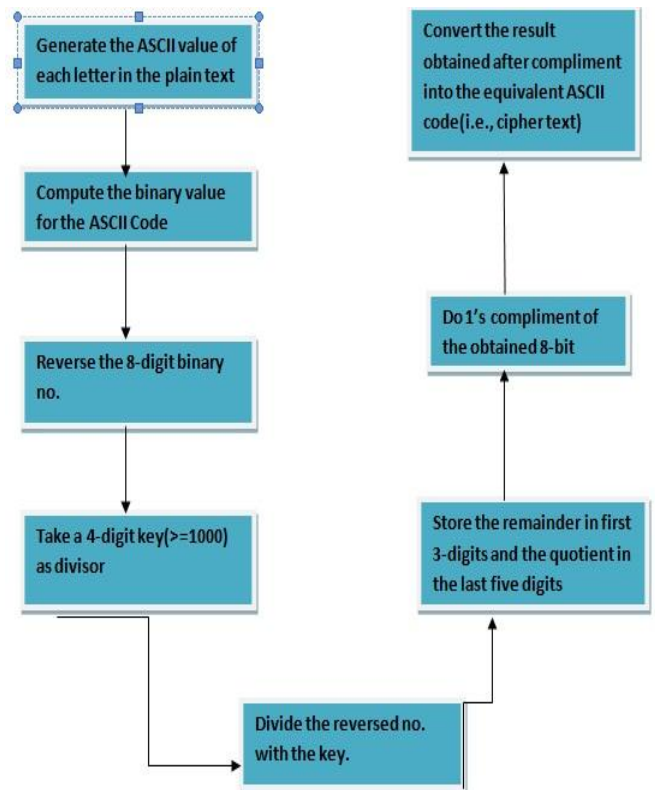 Generate the ASCII value of
each letter in the plain text
Compute the binary value
for the ASCII Code
Reverse the 8-digit binary
no.
Take a 4-digit key(>=1000)
as divisor
Divide the reversed no.
with the key.
Store the remainder in first
3-digits and the quotient in
the last five digits
Do 1's compliment of
the obtained 8-bit
Convert the result
obtained after compliment
into the equivalent ASCII
code(i.e., cipher text)